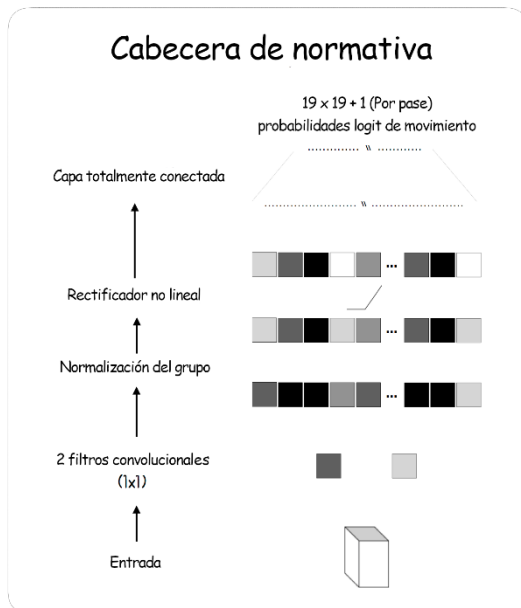 Cabecera de normativa
19 x 19 + 1 (Por pase)
probabilidades logit de movimiento
Capa totalmente conectada
Rectificador no lineal
Normalización del grupo
2 filtros convolucionales
(1x1)
Entrada